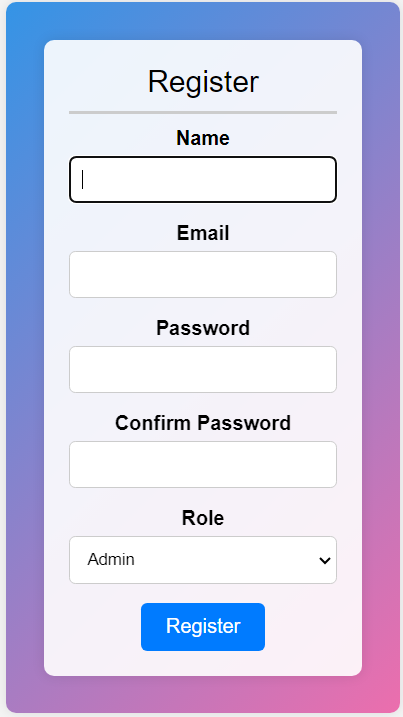 Register
Name
Email
Password
Confirm Password
Role
Admin
Register